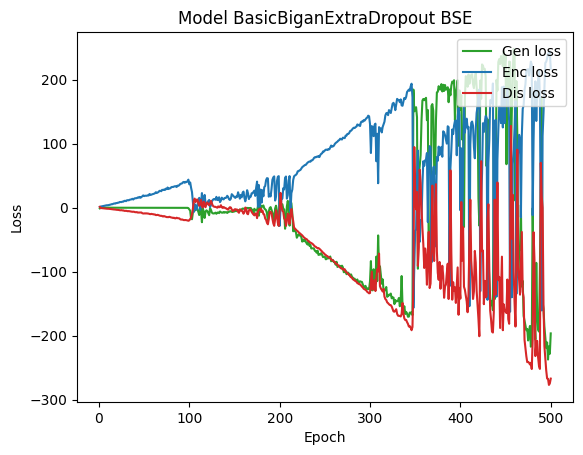 Model BasicBiganExtraDropout BSE
Gen loss
Enc loss
Dis loss
Loss
200
100
0
−100
−200
−300
0
100
200
300
400
500
Epoch